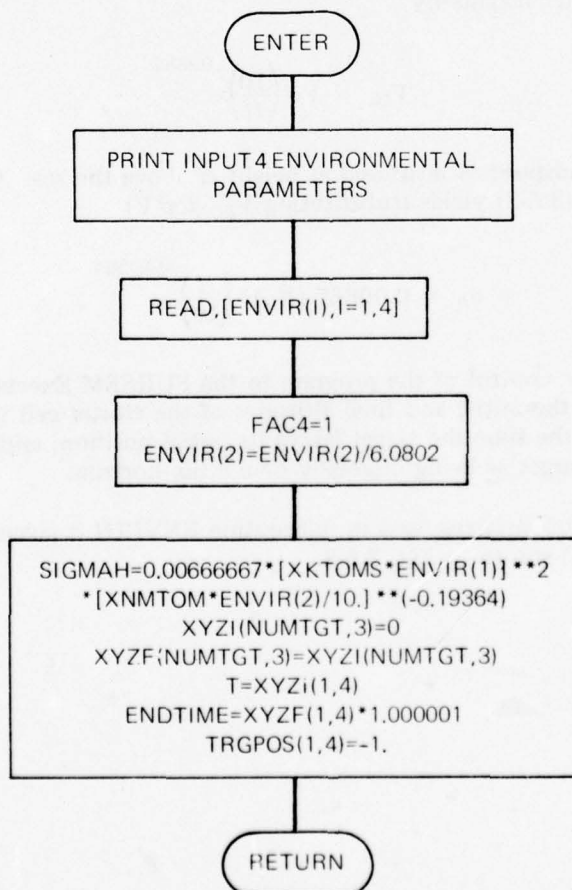 ENTER
PRINT INPUT 4 ENVIRONMENTAL
PARAMETERS
READ,[ENVIR(I),I=1,4]
FAC4=1
ENVIR(2)=ENVIR(2)/6.0802
SIGMAH=0.00666667*[XKTOMS*ENVIR(1)]**2
*[XNMTOM*ENVIR(2)/10.]**(-0.19364)
XYZI(NUMTGT,3)=0
XYZF(NUMTGT,3)=XYZI(NUMTGT,3)
T=XYZI(1,4)
ENDTIME=XYZF(1,4)*1.000001
TRGPOS(1,4)=-1.
RETURN